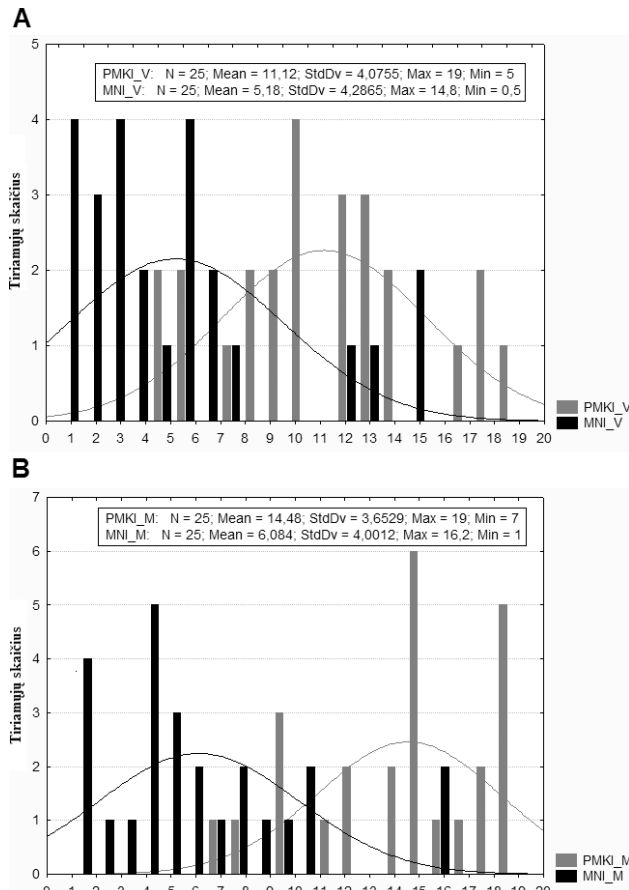 A
5
PMKI_V: N = 25; Mean = 11,12; StdDv = 4,0755; Max = 19; Min = 5
MNI_V: N = 25; Mean = 5,18; StdDv = 4,2865; Max = 14,8; Min = 0,5
4
3
2
1
0
Tiriamųjų skaičius
0 1 2 3 4 5 6 7 8 9 10 11 12 13 14 15 16 17 18 19 20
PMKI_V
MNI_V
B
7
PMKI_M: N = 25; Mean = 14,48; StdDv = 3,6529; Max = 19; Min = 7
MNI_M: N = 25; Mean = 6,084; StdDv = 4,0012; Max = 16,2; Min = 1
6
5
4
3
2
1
0
Tiriamųjų skaičius
0 1 2 3 4 5 6 7 8 9 10 11 12 13 14 15 16 17 18 19 20
PMKI_M
MNI_M